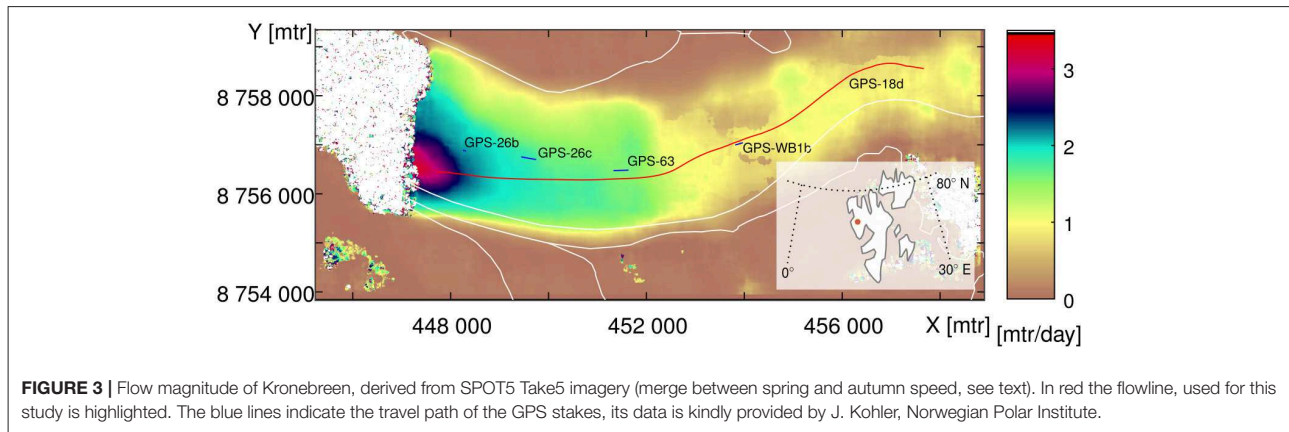 Y [mtr]
8 758 000
8 756 000
8 754 000
GPS-26b
GPS-26c
GPS-63
GPS-WB1b
GPS-18d
80° N
0°
30° E
448 000
452 000
456 000
X [mtr]
3
2
1
0
[mtr/day]
FIGURE 3 | Flow magnitude of Kronebreen, derived from SPOT5 Take5 imagery (merge between spring and autumn speed, see text). In red the flowline, used for this
study is highlighted. The blue lines indicate the travel path of the GPS stakes, its data is kindly provided by J. Kohler, Norwegian Polar Institute.